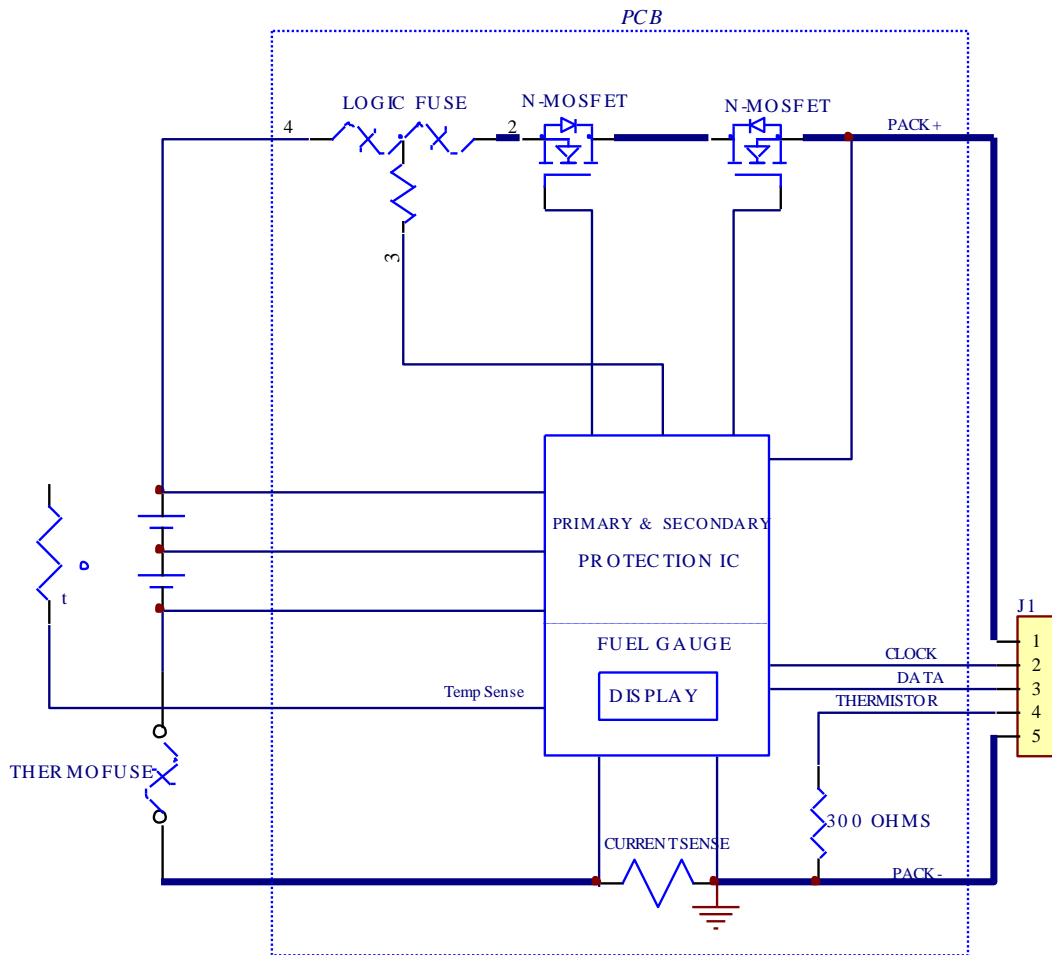 PCB
LOGIC FUSE
N-MOSFET
N-MOSFET
4
2
PACK+
3
PRIMARY & SECONDARY
PROTECTION IC
t
J1
FUEL GAUGE
1
CLOCK
2
DATA
3
Temp Sense
DISPLAY
THERMISTOR
4
5
THERMOFUSE
300 OHMS
CURRENT SENSE
PACK-